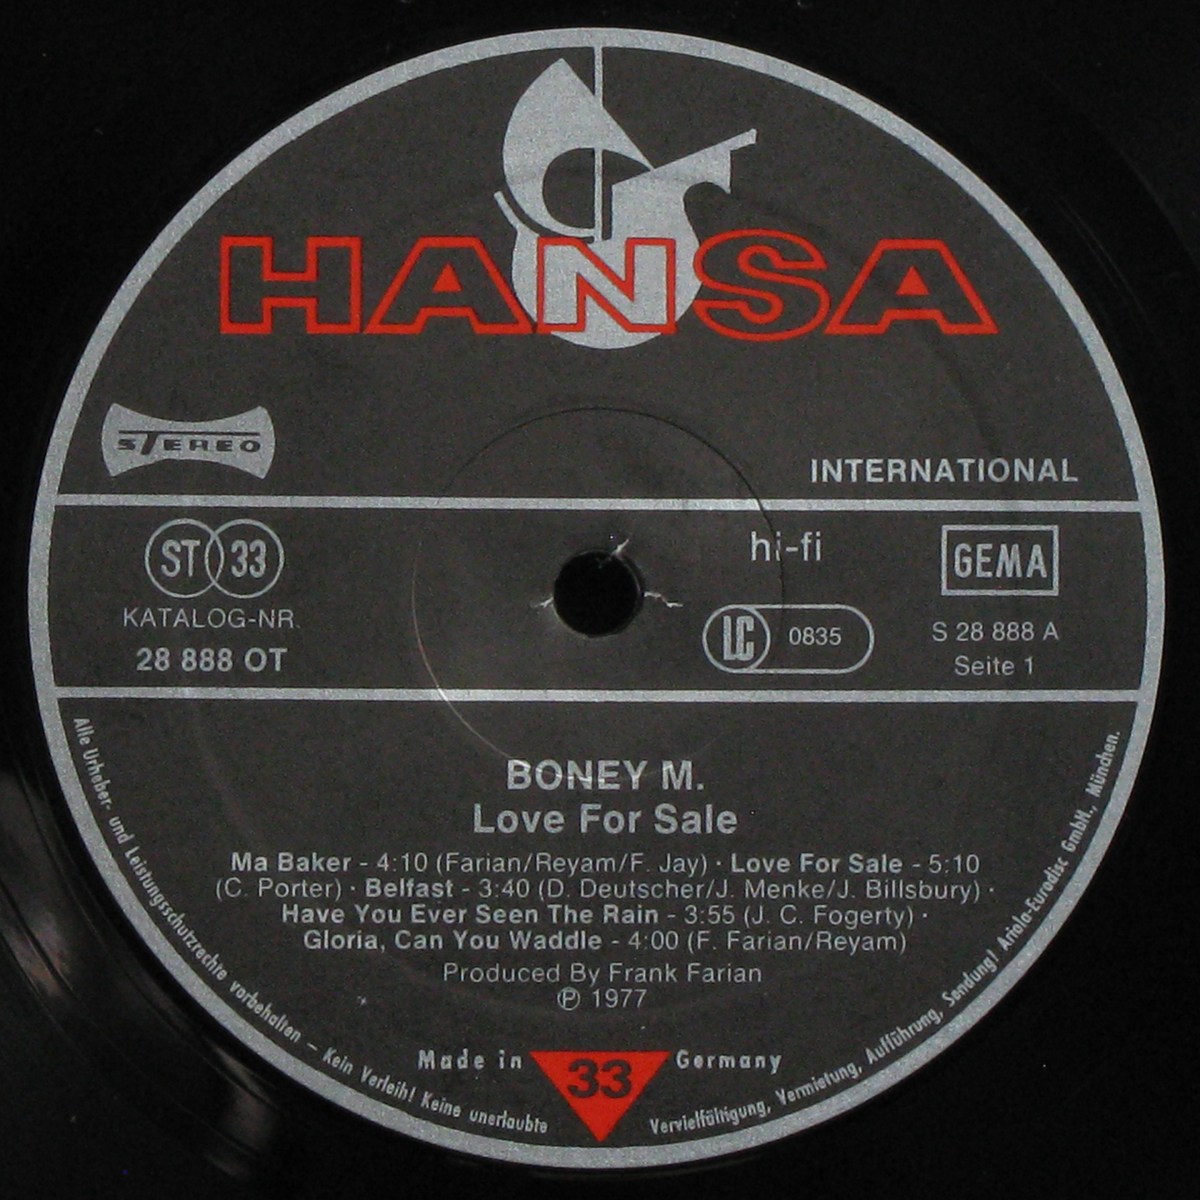 HANSA
STEREO
INTERNATIONAL
ST 33
KATALOG-NR.
28 888 OT
hi-fi
LC 0835
GEMA
S 28 888 A
Seite 1
BONEY M.
Love For Sale
Ma Baker - 4:10 (Farian/Reyam/F. Jay) · Love For Sale - 5:10
(C. Porter) · Belfast - 3:40 (D. Deutscher/J. Menke/J. Billsbury) ·
Have You Ever Seen The Rain - 3:55 (J. C. Fogerty) ·
Gloria, Can You Waddle - 4:00 (F. Farian/Reyam)
Produced By Frank Farian
Ⓟ 1977
Made in 33 Germany
Alle Urheber- und Leistungsschutzrechte vorbehalten – Kein Verleih! Keine unerlaubte Vervielfältigung, Vermietung, Aufführung, Sendung! Ariola-Eurodisc GmbH., München.